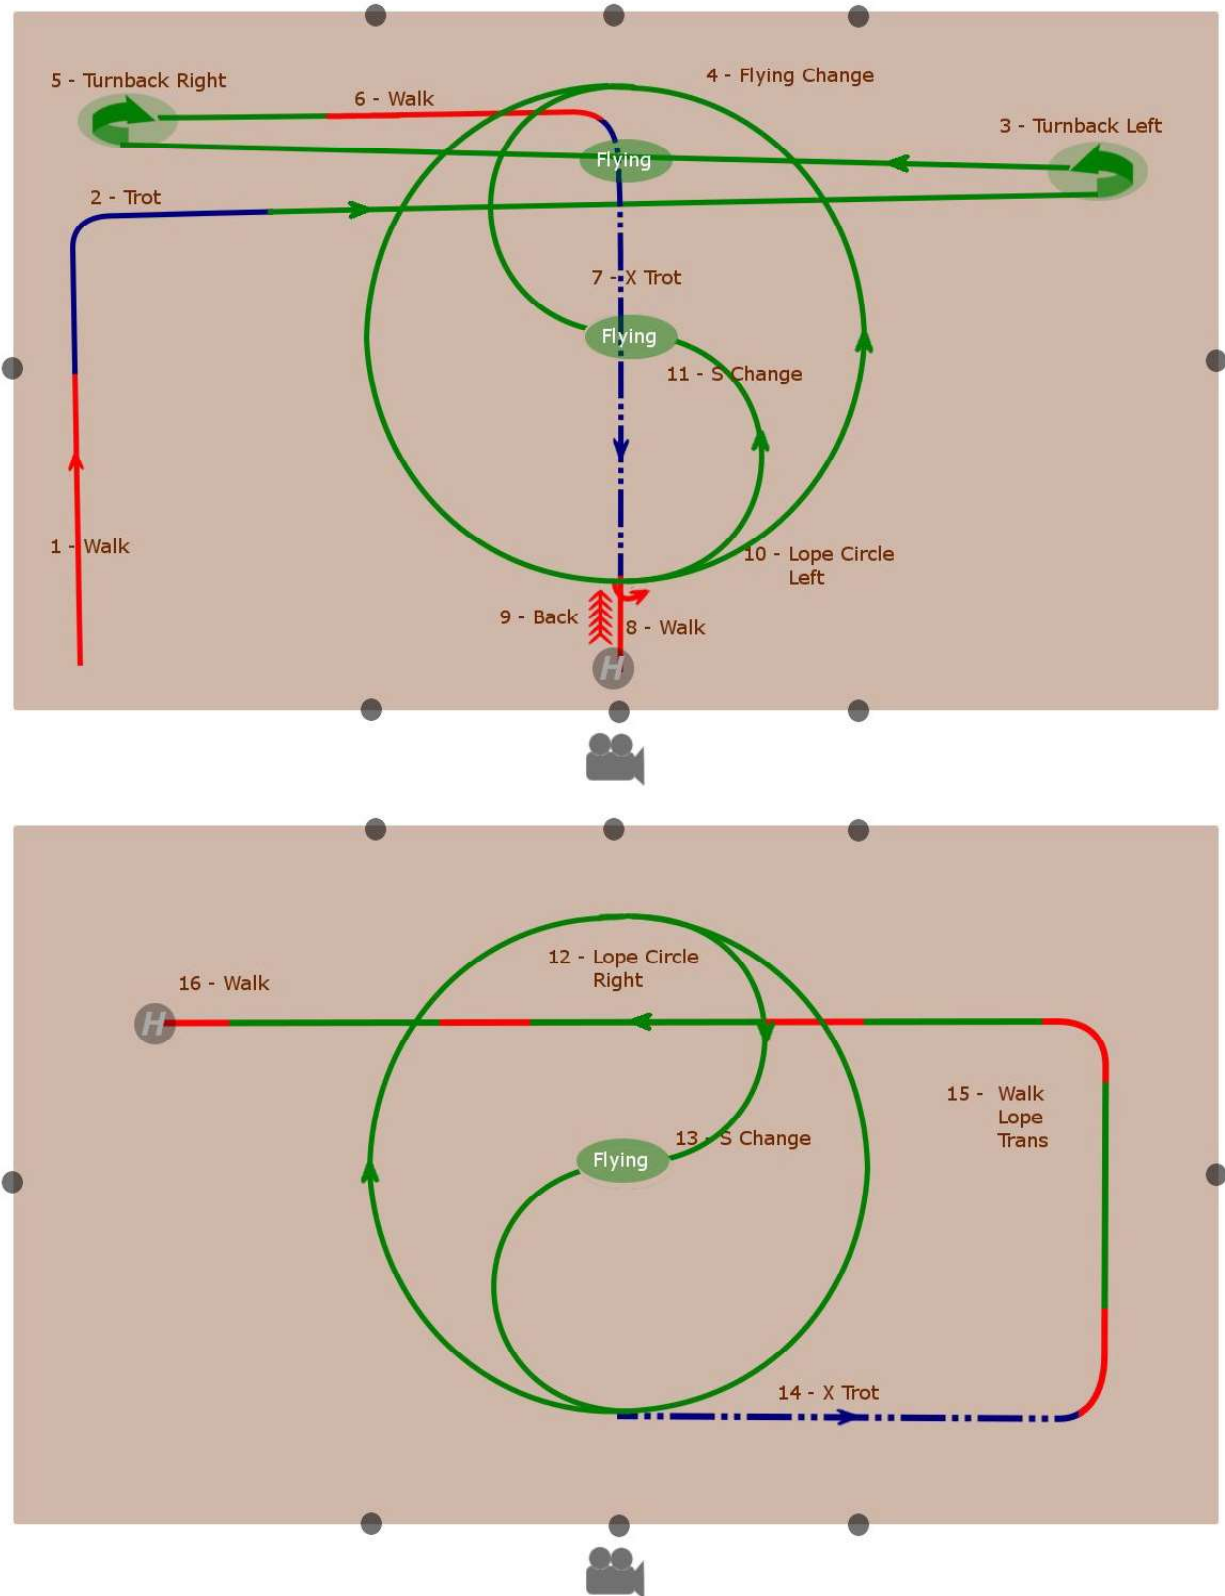 4 - Flying Change
5 - Turnback Right
6 - Walk
3 - Turnback Left
Flying
2 - Trot
7 - X Trot
Flying
11 - S Change
1 - Walk
10 - Lope Circle
Left
9 - Back
8 - Walk
H
12 - Lope Circle
Right
16 - Walk
H
15 - Walk
Lope
Trans
13 - S Change
Flying
14 - X Trot